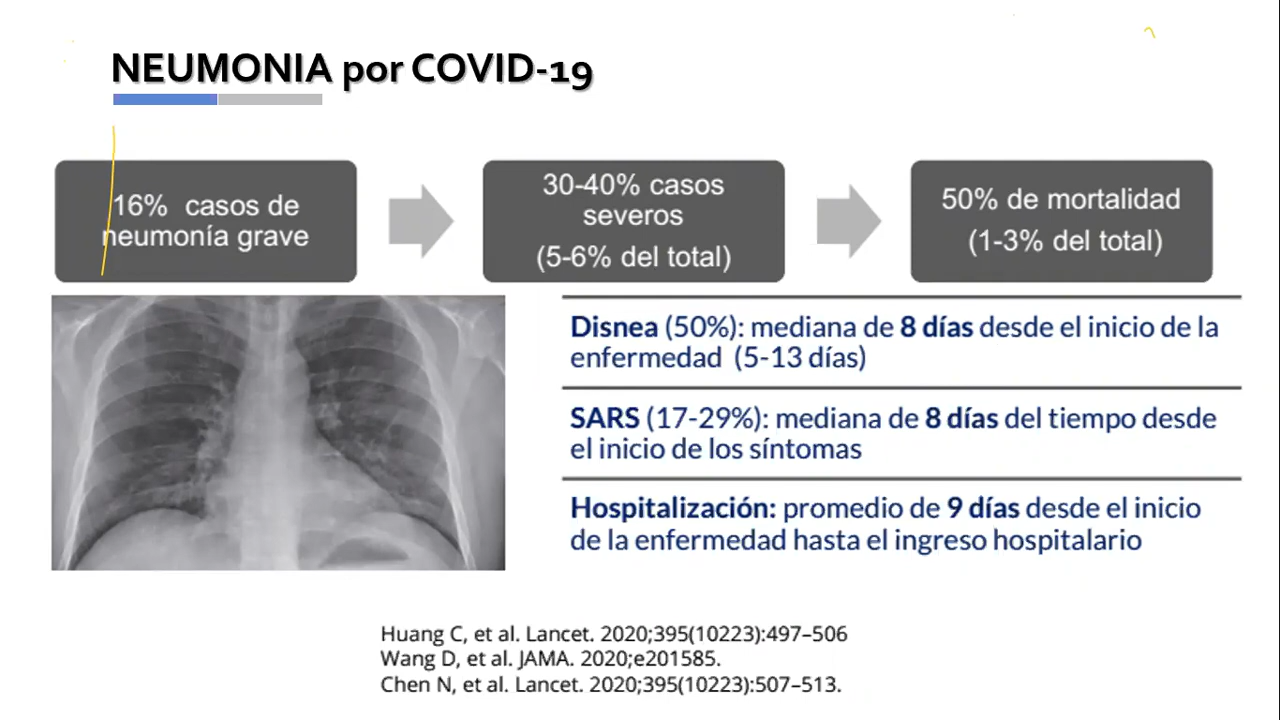 NEUMONIA por COVID-19
16% casos de
neumonía grave
30-40% casos
severos
(5-6% del total)
50% de mortalidad
(1-3% del total)
Disnea (50%): mediana de 8 días desde el inicio de la
enfermedad (5-13 días)
SARS (17-29%): mediana de 8 días del tiempo desde
el inicio de los síntomas
Hospitalización: promedio de 9 días desde el inicio
de la enfermedad hasta el ingreso hospitalario
Huang C, et al. Lancet. 2020;395(10223):497–506
Wang D, et al. JAMA. 2020;e201585.
Chen N, et al. Lancet. 2020;395(10223):507–513.